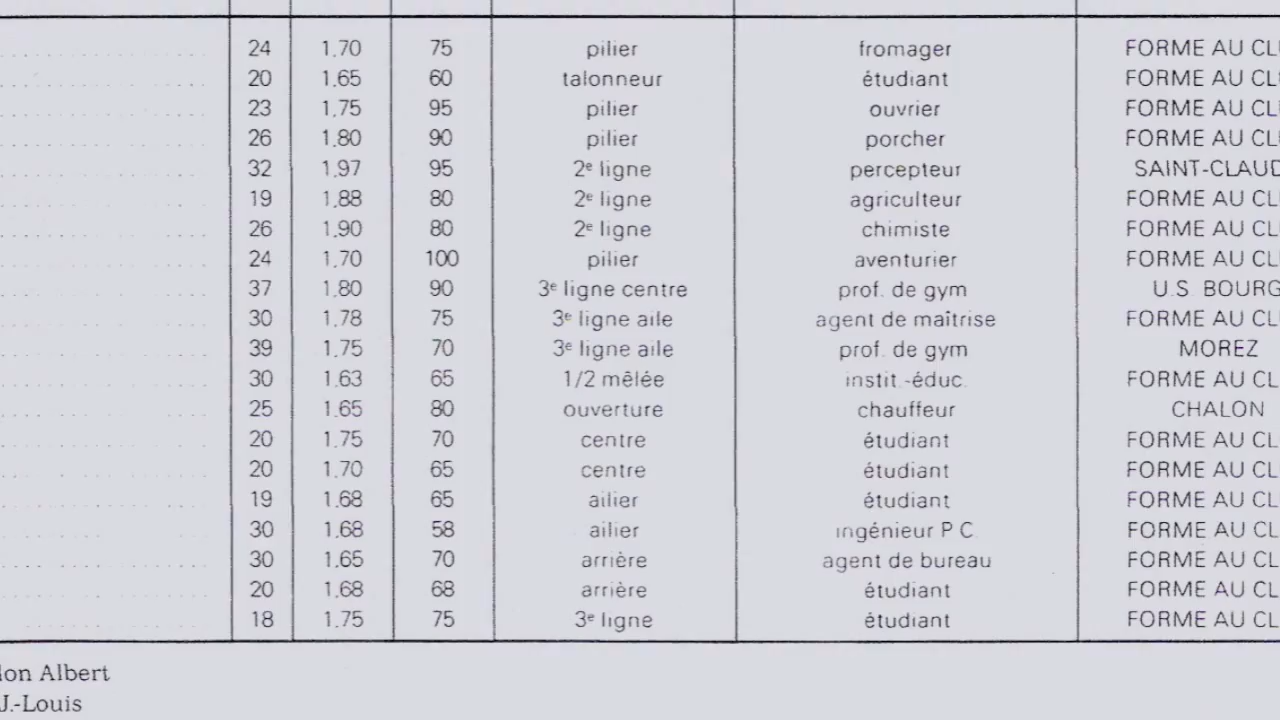 24 1.70 75 pilier fromager FORME AU CL
20 1.65 60 talonneur étudiant FORME AU CL
23 1.75 95 pilier ouvrier FORME AU CL
26 1.80 90 pilier porcher FORME AU CL
32 1.97 95 2e ligne percepteur SAINT-CLAUD
19 1.88 80 2e ligne agriculteur FORME AU CL
26 1.90 80 2e ligne chimiste FORME AU CL
24 1.70 100 pilier aventurier FORME AU CL
37 1.80 90 3e ligne centre prof. de gym U.S. BOURG
30 1.78 75 3e ligne aile agent de maîtrise FORME AU CL
39 1.75 70 3e ligne aile prof. de gym MOREZ
30 1.63 65 1/2 mêlée instit.-éduc. FORME AU CL
25 1.65 80 ouverture chauffeur CHALON
20 1.75 70 centre étudiant FORME AU CL
20 1.70 65 centre étudiant FORME AU CL
19 1.68 65 ailier étudiant FORME AU CL
30 1.68 58 ailier ingénieur P.C. FORME AU CL
30 1.65 70 arrière agent de bureau FORME AU CL
20 1.68 68 arrière étudiant FORME AU CL
18 1.75 75 3e ligne étudiant FORME AU CL
lon Albert
J.-Louis